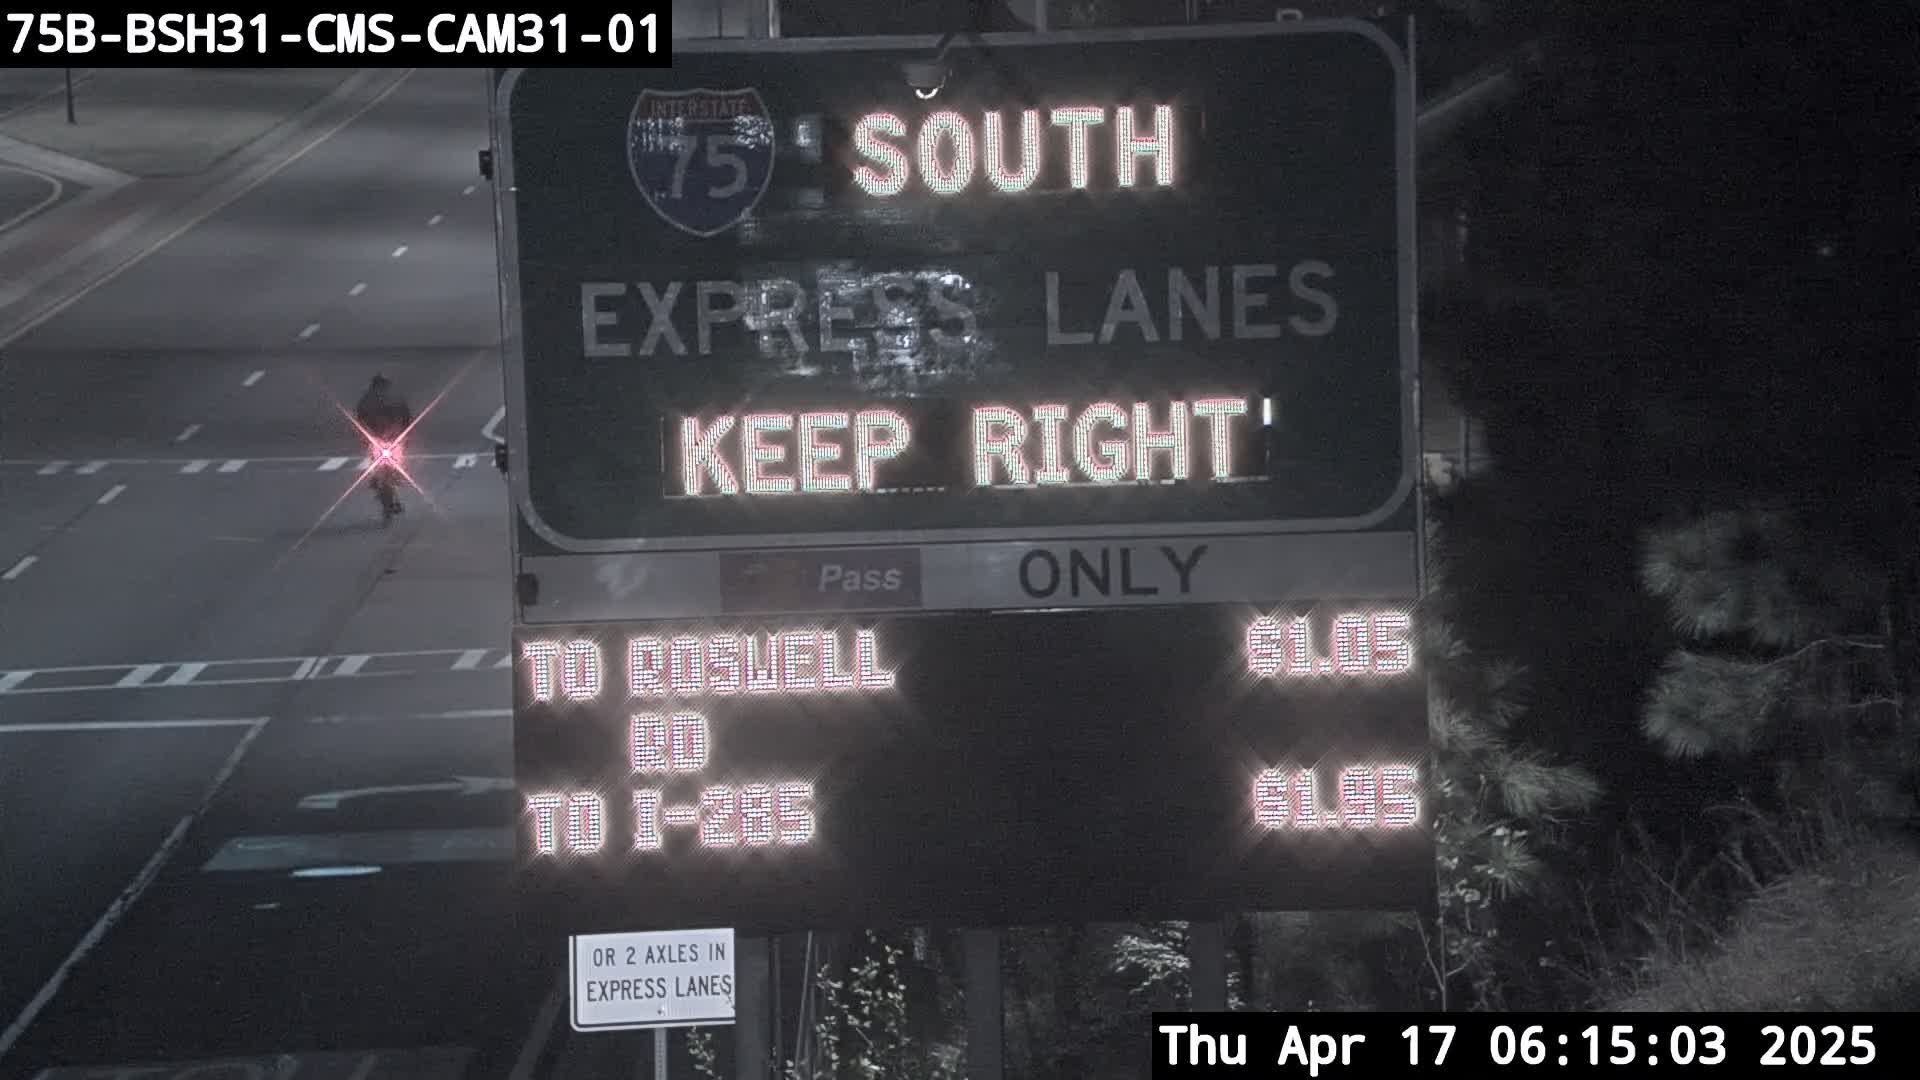 75B-BSH31-CMS-CAM31-01
INTERSTATE
75
SOUTH
EXPRESS LANES
KEEP RIGHT
Pass ONLY
TO ROSWELL $1.05
RD
TO I-285 $1.95
OR 2 AXLES IN
EXPRESS LANES
Thu Apr 17 06:15:03 2025